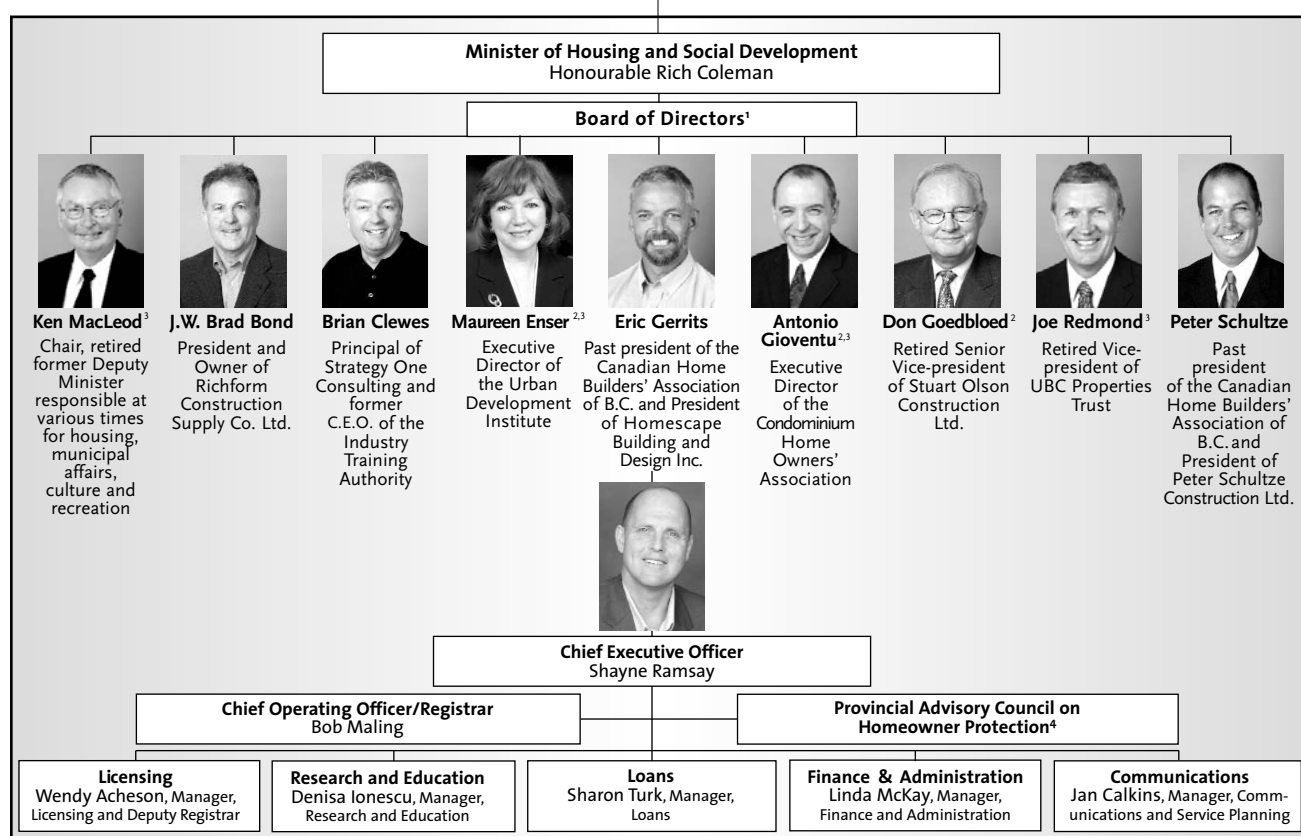 Minister of Housing and Social Development
Honourable Rich Coleman
Board of Directors¹
Ken MacLeod³
Chair, retired
former Deputy
Minister
responsible at
various times
for housing,
municipal
affairs,
culture and
recreation
J.W. Brad Bond
President and
Owner of
Richform
Construction
Supply Co. Ltd.
Brian Clewes
Principal of
Strategy One
Consulting and
former
C.E.O. of the
Industry
Training
Authority
Maureen Enser ²,³
Executive
Director of
the Urban
Development
Institute
Eric Gerrits
Past president of the
Canadian Home
Builders’ Association
of B.C. and President
of Homescape
Building and
Design Inc.
Antonio
Gioventu ²,³
Executive
Director
of the
Condominium
Home
Owners’
Association
Don Goedbloed ²
Retired Senior
Vice-president
of Stuart Olson
Construction
Ltd.
Joe Redmond ³
Retired Vice-
president of
UBC Properties
Trust
Peter Schultze
Past
president
of the Canadian
Home Builders’
Association of
B.C. and
President of
Peter Schultze
Construction Ltd.
Chief Executive Officer
Shayne Ramsay
Chief Operating Officer/Registrar
Bob Maling
Provincial Advisory Council on
Homeowner Protection⁴
Licensing
Wendy Acheson, Manager,
Licensing and Deputy Registrar
Research and Education
Denisa Ionescu, Manager,
Research and Education
Loans
Sharon Turk, Manager,
Loans
Finance & Administration
Linda McKay, Manager,
Finance and Administration
Communications
Jan Calkins, Manager, Comm-
unications and Service Planning